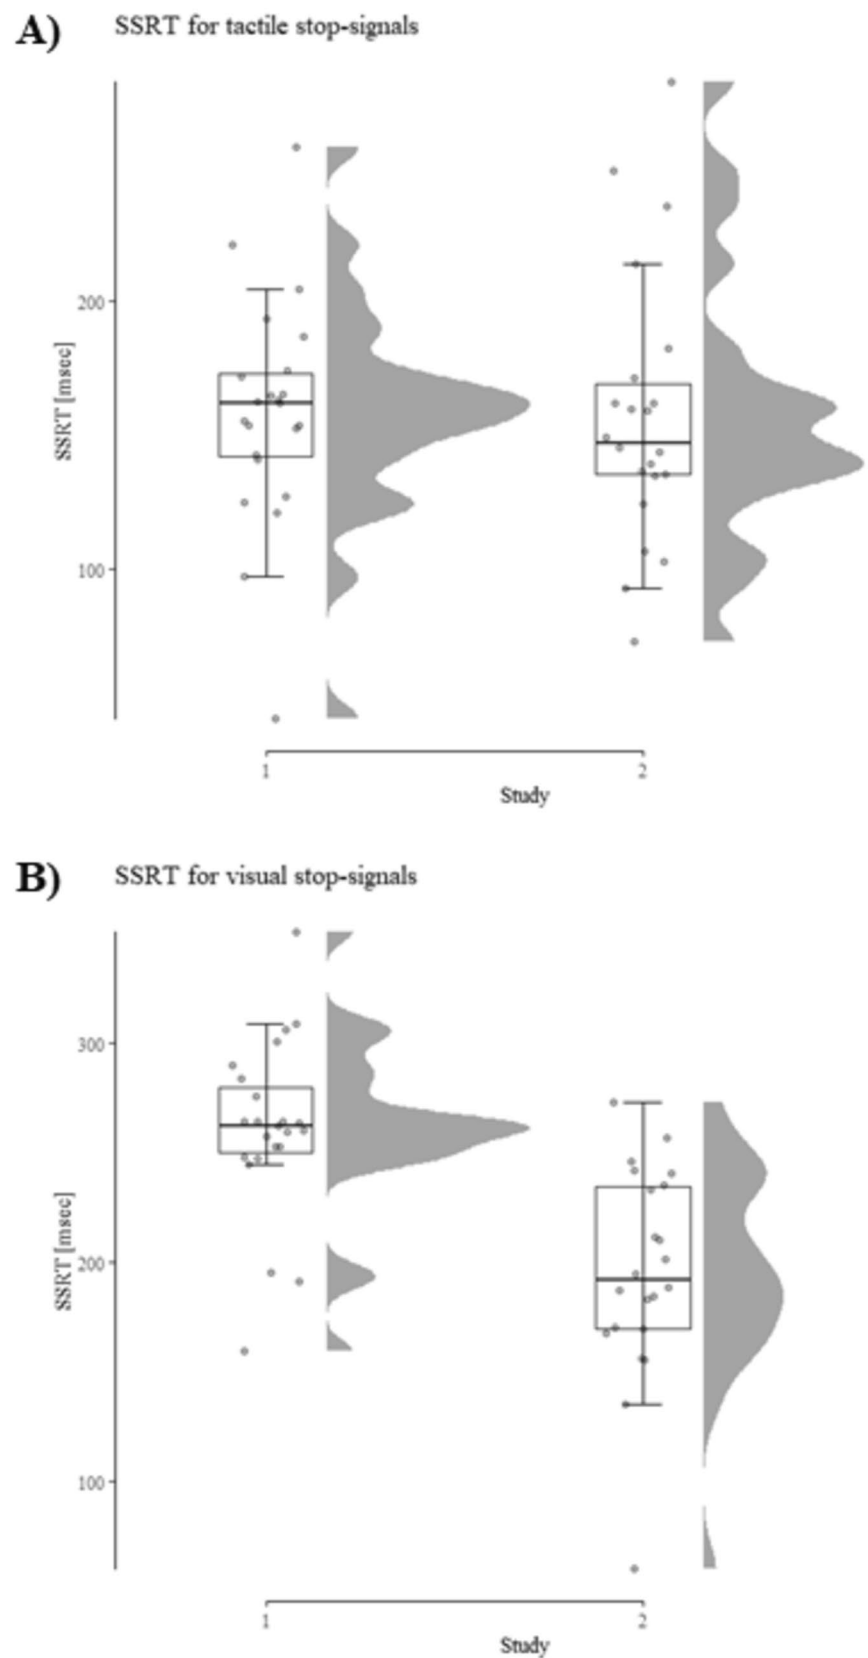 A) SSRT for tactile stop-signals
200
100
SSRT [msec]
1 2
Study
B) SSRT for visual stop-signals
300
200
100
SSRT [msec]
1 2
Study